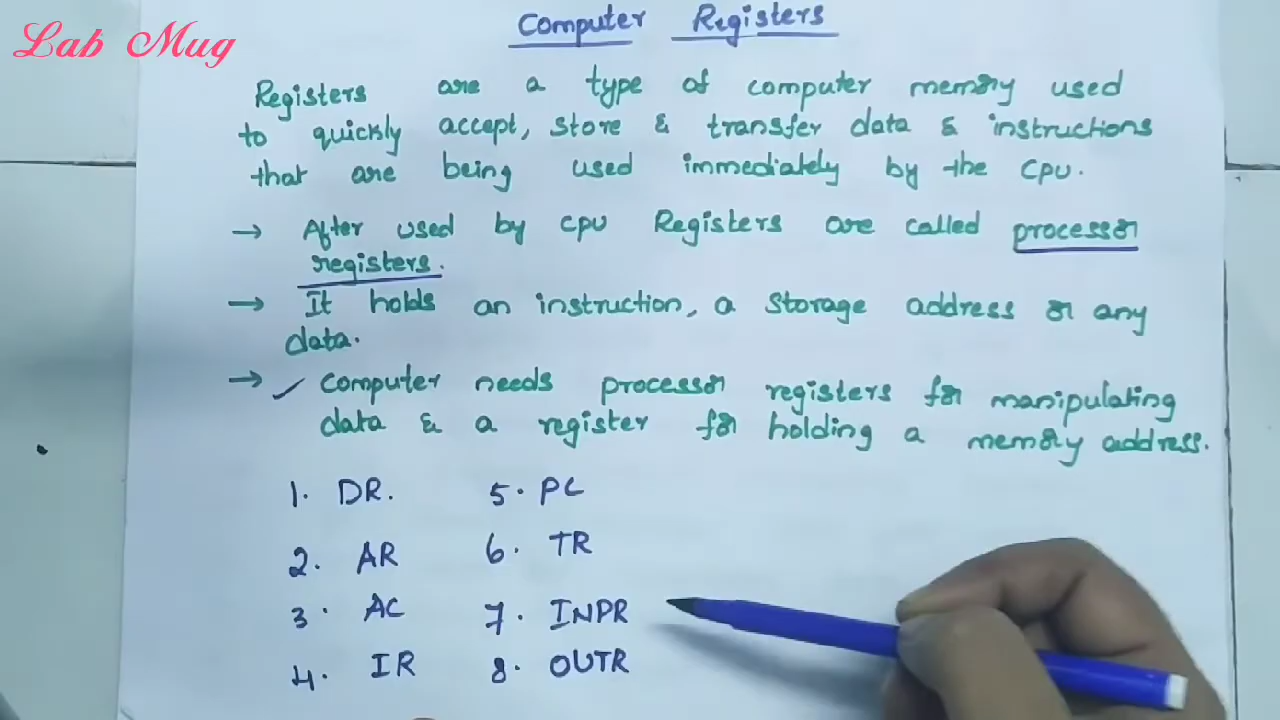 Lab Mug
Computer Registers
Registers are a type of computer memory used
to quickly accept, store & transfer data & instructions
that are being used immediately by the CPU.
→ After used by CPU Registers are called processor
registers.
→ It holds an instruction, a storage address or any
data.
→ ✓ Computer needs processor registers for manipulating
data & a register for holding a memory address.
1. DR. 5. PC
2. AR 6. TR
3. AC 7. INPR
4. IR 8. OUTR